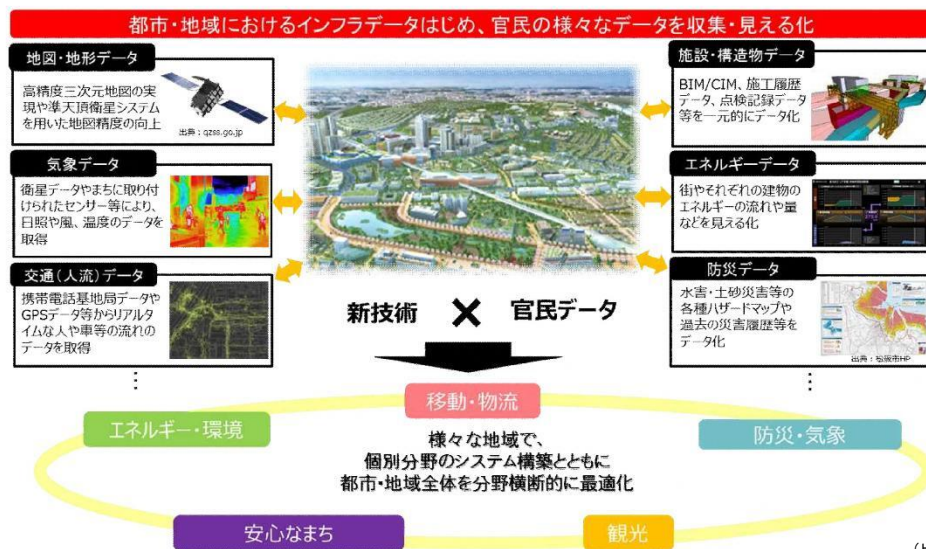 都市・地域におけるインフラデータはじめ、官民の様々なデータを収集・見える化
地図・地形データ
高精度三次元地図の実
現や準天頂衛星システム
を用いた地図精度の向上
出典:qzss.go.jp
気象データ
衛星データやまちに取り付
けられたセンサー等により、
日照や風、温度のデータを
取得
交通(人流)データ
携帯電話基地局データや
GPSデータ等からリアルタ
イムな人や車等の流れの
データを取得
⋮
施設・構造物データ
BIM/CIM、施工履歴
データ、点検記録データ
等を一元的にデータ化
エネルギーデータ
街やそれぞれの建物の
エネルギーの流れや量
などを見える化
防災データ
水害・土砂災害等の
各種ハザードマップや
過去の災害履歴等を
データ化
出典:松阪市HP
⋮
新技術 × 官民データ
移動・物流
エネルギー・環境
防災・気象
様々な地域で、
個別分野のシステム構築とともに
都市・地域全体を分野横断的に最適化
安心なまち
観光